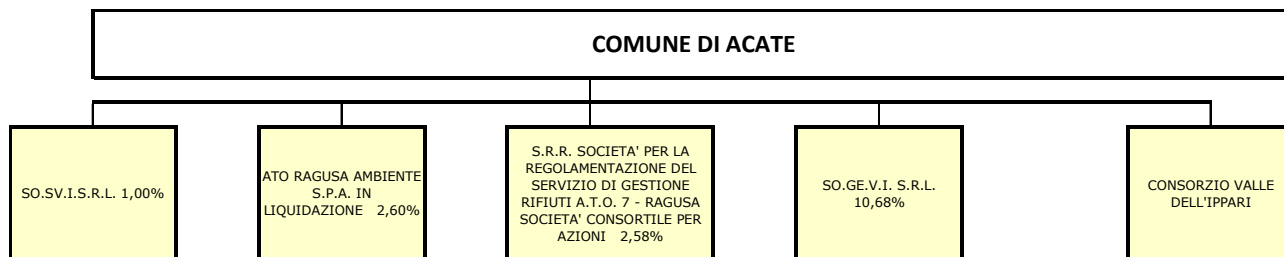 COMUNE DI ACATE
SO.SV.I.S.R.L. 1,00%
ATO RAGUSA AMBIENTE
S.P.A. IN
LIQUIDAZIONE 2,60%
S.R.R. SOCIETA' PER LA
REGOLAMENTAZIONE DEL
SERVIZIO DI GESTIONE
RIFIUTI A.T.O. 7 - RAGUSA
SOCIETA' CONSORTILE PER
AZIONI 2,58%
SO.GE.V.I. S.R.L.
10,68%
CONSORZIO VALLE
DELL'IPPARI